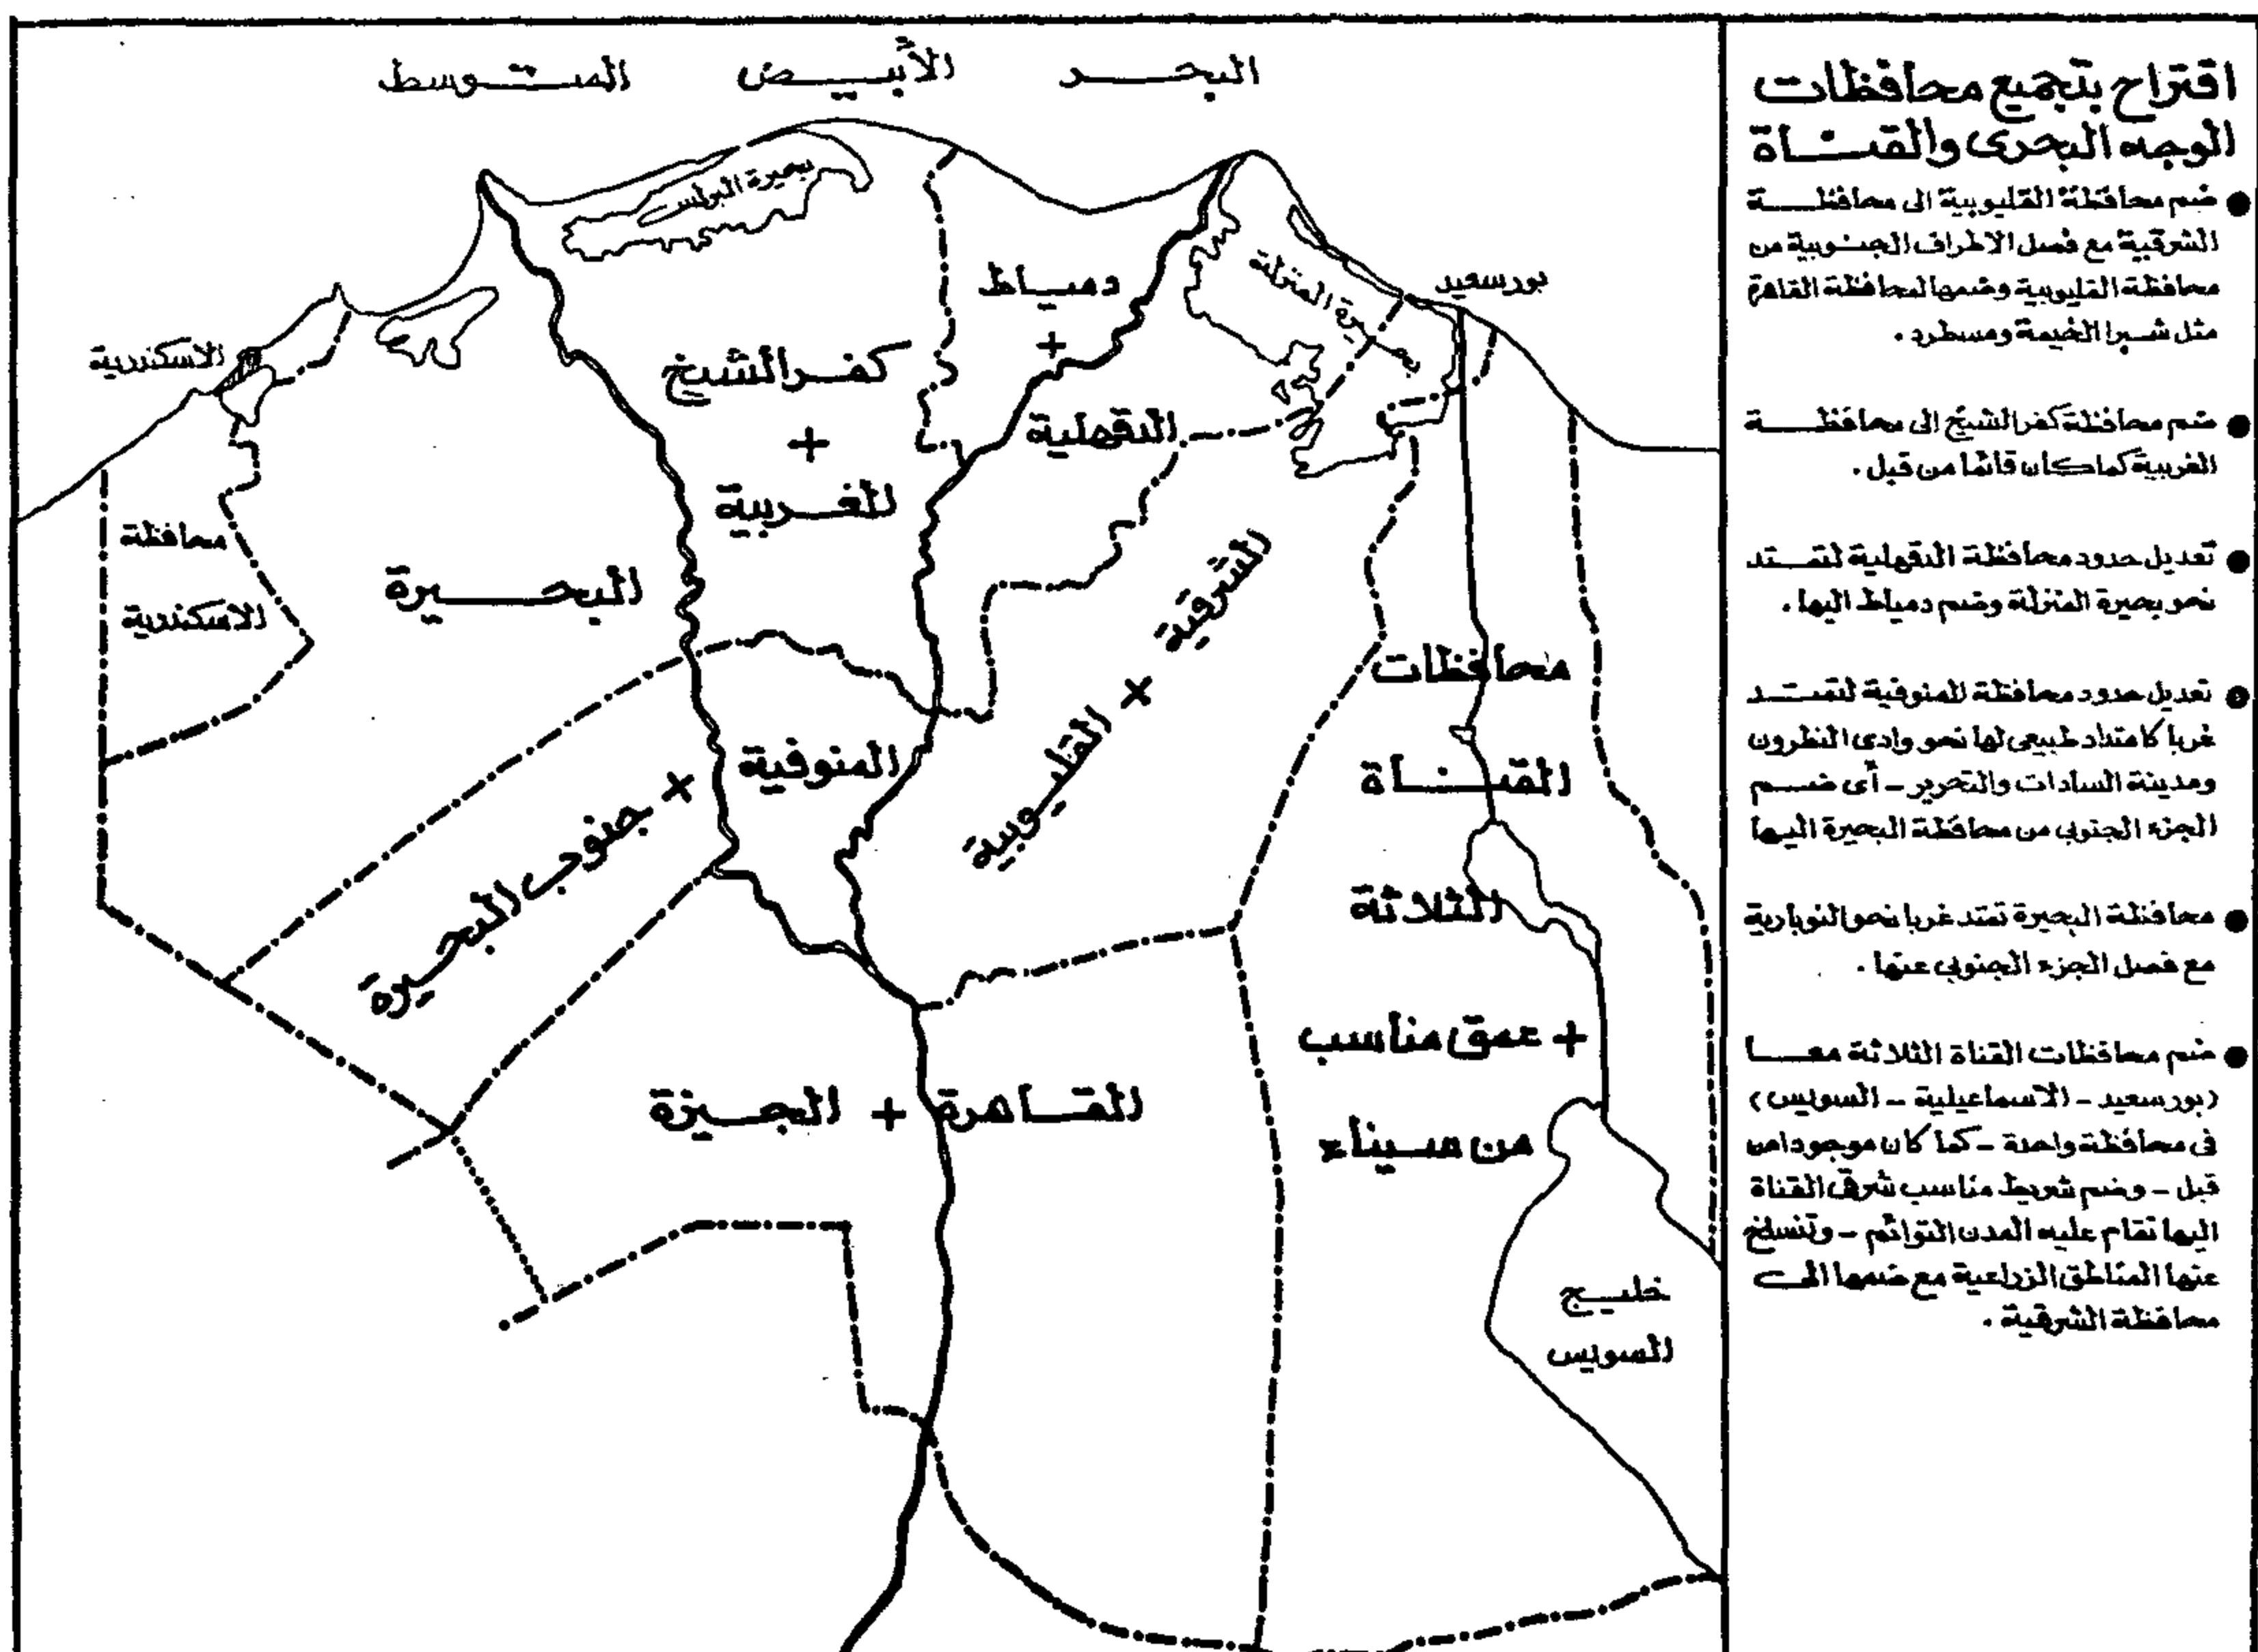 اقتراح بتجميع محافظات
الوجه البحرى والقناة
● ضم محافظة القليوبية الى محافظة
الشرقية مع فصل الاطراف الجنوبية من
محافظة القليوبية وضمها لمحافظة القاهرة
مثل شبرا الخيمة ومسطرد .
● ضم محافظة كفر الشيخ الى محافظة
الغربية كما كان قائما من قبل .
● تعديل حدود محافظة الدقهلية لتمتد
نحو بحيرة المنزلة وضم دمياط اليها .
● تعديل حدود محافظة المنوفية لتمتد
غربا كامتداد طبيعى لها نحو وادى النطرون
ومدينة السادات والتحرير - أى ضم
الجزء الجنوبى من محافظة البحيرة اليها
● محافظة البحيرة تمتد غربا نحو النوبارية
مع فصل الجزء الجنوبى عنها .
● ضم محافظات القناة الثلاثة معا
(بورسعيد - الاسماعيلية - السويس)
فى محافظة واحدة - كما كان موجودا من
قبل - وضم شريط مناسب شرقى القناة
اليها تقام عليه المدن التوائم - وتنسلخ
عنها المناطق الزراعية مع ضمها الى
محافظة الشرقية .
البحر الأبيض المتوسط
بحيرة البرلس
بحيرة المنزلة
بورسعيد
دمياط
+
الدقهلية
كفر الشيخ
+
الغربية
الاسكندرية
محافظة
الاسكندرية
البحيرة
الشرقية + القليوبية
المنوفية + جنوب البحيرة
محافظات
القناة
الثلاثة
+ عمق مناسب
من سيناء
القاهرة + الجيزة
خليج
السويس